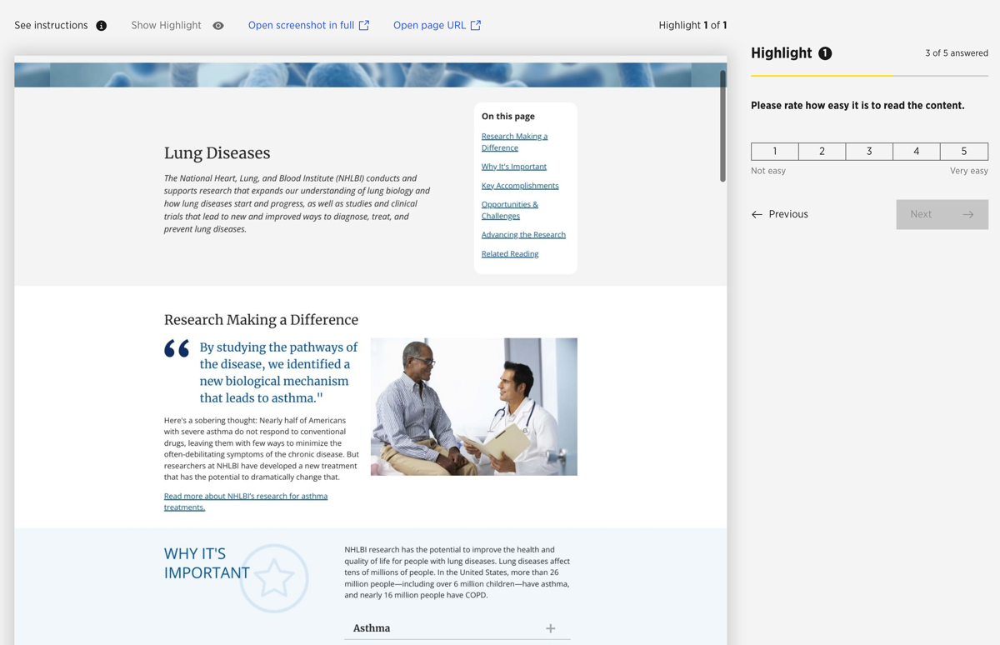 See instructions
Show Highlight
Open screenshot in full
Open page URL
Highlight 1 of 1
Highlight 1
3 of 5 answered
Please rate how easy it is to read the content.
1 2 3 4 5
Not easy
Very easy
Previous
Next
On this page
Research Making a
Difference
Why It's Important
Key Accomplishments
Opportunities &
Challenges
Advancing the Research
Related Reading
Lung Diseases
The National Heart, Lung, and Blood Institute (NHLBI) conducts and
supports research that expands our understanding of lung biology and
how lung diseases start and progress, as well as studies and clinical
trials that lead to new and improved ways to diagnose, treat, and
prevent lung diseases.
Research Making a Difference
“ By studying the pathways of
the disease, we identified a
new biological mechanism
that leads to asthma."
Here's a sobering thought: Nearly half of Americans
with severe asthma do not respond to conventional
drugs, leaving them with few ways to minimize the
often-debilitating symptoms of the chronic disease. But
researchers at NHLBI have developed a new treatment
that has the potential to dramatically change that.
Read more about NHLBI's research for asthma
treatments.
WHY IT'S
IMPORTANT
NHLBI research has the potential to improve the health and
quality of life for people with lung diseases. Lung diseases affect
tens of millions of people. In the United States, more than 26
million people—including over 6 million children—have asthma,
and nearly 16 million people have COPD.
Asthma